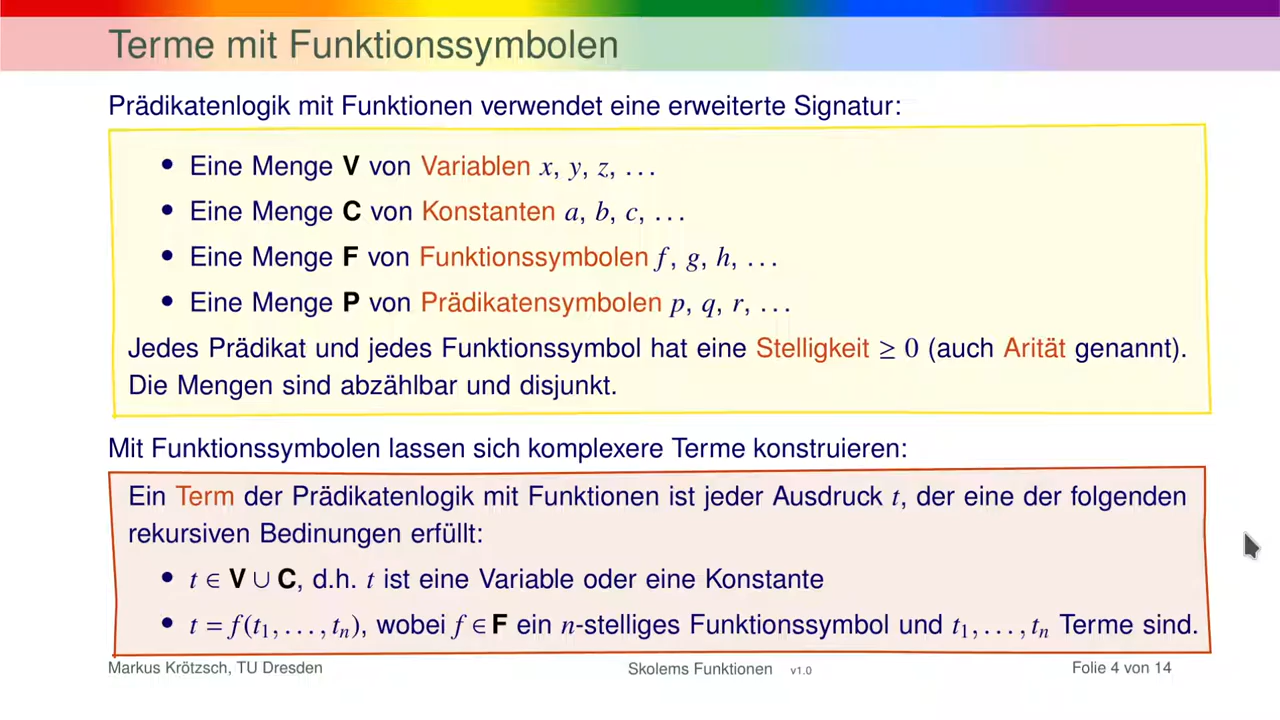 Terme mit Funktionssymbolen
Prädikatenlogik mit Funktionen verwendet eine erweiterte Signatur:
• Eine Menge V von Variablen x, y, z, …
• Eine Menge C von Konstanten a, b, c, …
• Eine Menge F von Funktionssymbolen f, g, h, …
• Eine Menge P von Prädikatensymbolen p, q, r, …
Jedes Prädikat und jedes Funktionssymbol hat eine Stelligkeit ≥ 0 (auch Arität genannt).
Die Mengen sind abzählbar und disjunkt.
Mit Funktionssymbolen lassen sich komplexere Terme konstruieren:
Ein Term der Prädikatenlogik mit Funktionen ist jeder Ausdruck t, der eine der folgenden
rekursiven Bedinungen erfüllt:
• t ∈ V ∪ C, d.h. t ist eine Variable oder eine Konstante
• t = f(t₁, …, tₙ), wobei f ∈ F ein n-stelliges Funktionssymbol und t₁, …, tₙ Terme sind.
Markus Krötzsch, TU Dresden Skolems Funktionen v1.0 Folie 4 von 14